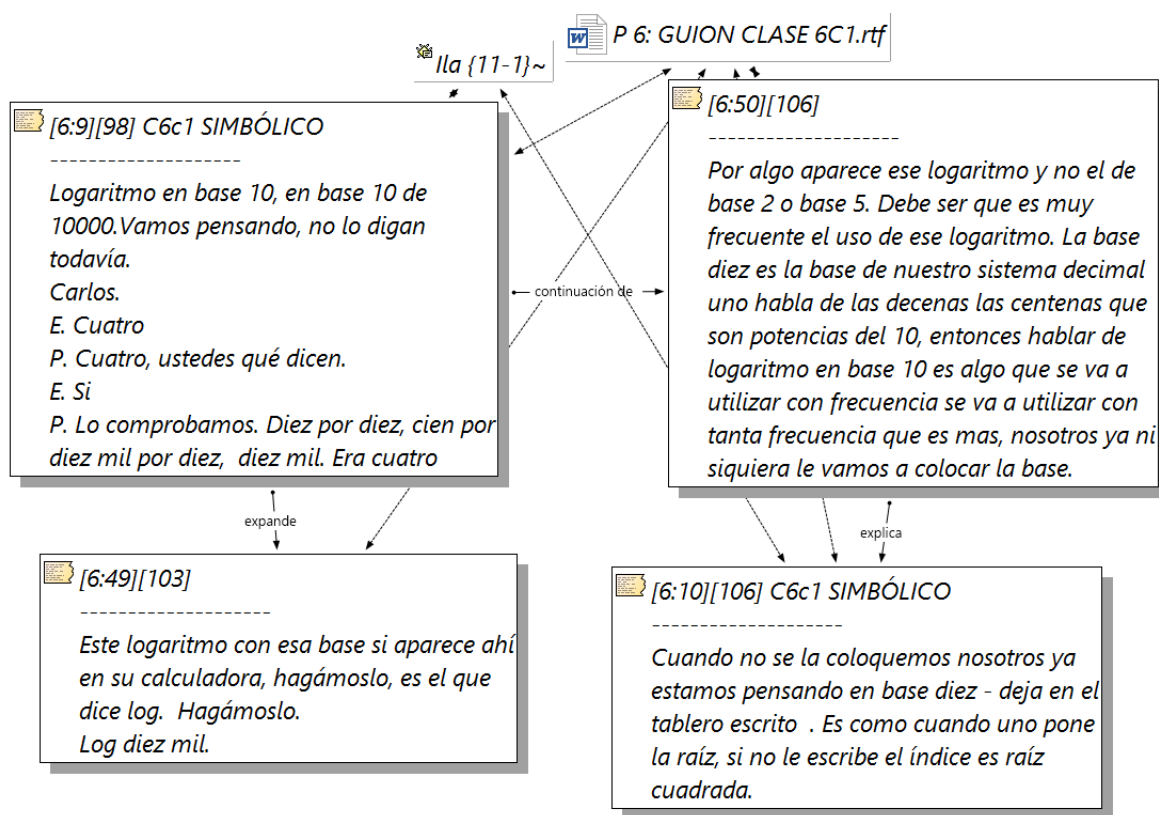 P 6: GUION CLASE 6C1.rtf
Ila {11-1}~
[6:9][98] C6c1 SIMBÓLICO
--------------------
Logaritmo en base 10, en base 10 de
10000.Vamos pensando, no lo digan
todavía.
Carlos.
E. Cuatro
P. Cuatro, ustedes qué dicen.
E. Si
P. Lo comprobamos. Diez por diez, cien por
diez mil por diez,  diez mil. Era cuatro
continuación de
[6:50][106]
--------------------
Por algo aparece ese logaritmo y no el de
base 2 o base 5. Debe ser que es muy
frecuente el uso de ese logaritmo. La base
diez es la base de nuestro sistema decimal
uno habla de las decenas las centenas que
son potencias del 10, entonces hablar de
logaritmo en base 10 es algo que se va a
utilizar con frecuencia se va a utilizar con
tanta frecuencia que es mas, nosotros ya ni
siquiera le vamos a colocar la base.
expande
explica
[6:49][103]
--------------------
Este logaritmo con esa base si aparece ahí
en su calculadora, hagámoslo, es el que
dice log.  Hagámoslo.
Log diez mil.
[6:10][106] C6c1 SIMBÓLICO
--------------------
Cuando no se la coloquemos nosotros ya
estamos pensando en base diez - deja en el
tablero escrito  . Es como cuando uno pone
la raíz, si no le escribe el índice es raíz
cuadrada.